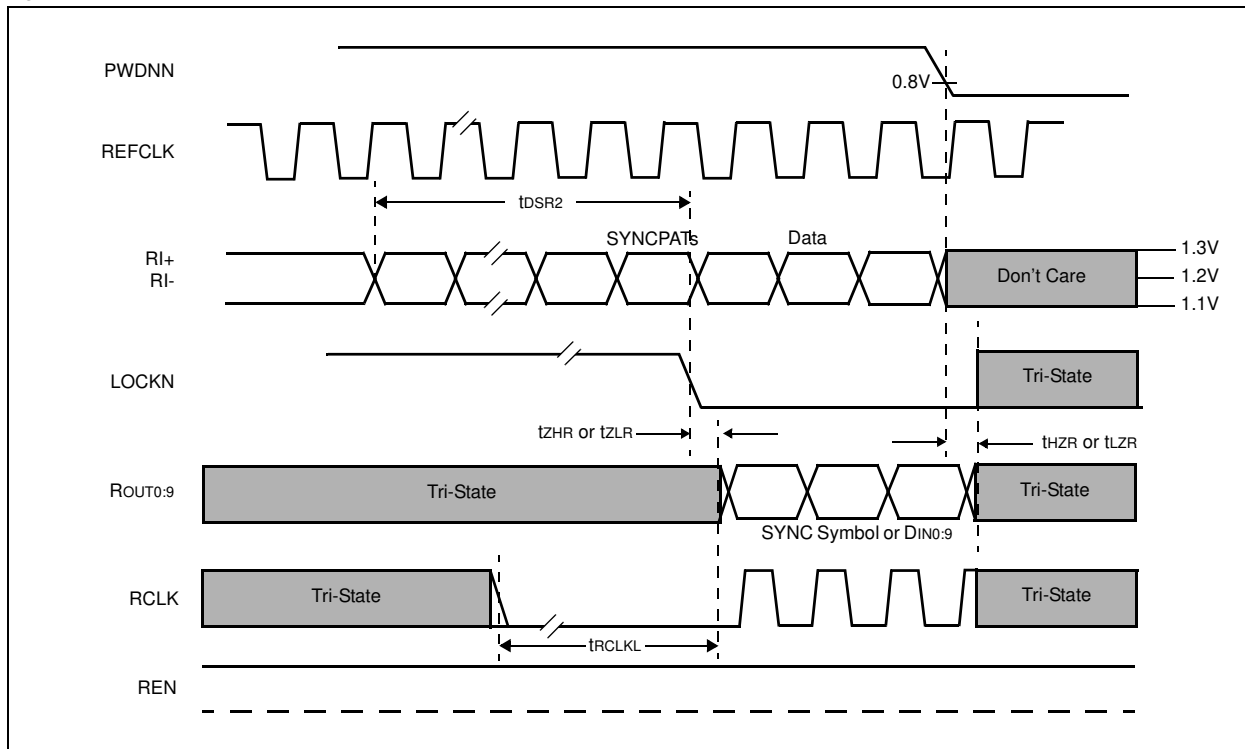 PWDNN
0.8V
REFCLK
tDSR2
SYNCPATs
Data
RI+
RI-
Don't Care
1.3V
1.2V
1.1V
LOCKN
Tri-State
tZHR or tZLR
tHZR or tLZR
ROUT0:9
Tri-State
Tri-State
SYNC Symbol or DIN0:9
RCLK
Tri-State
Tri-State
tRCLKL
REN